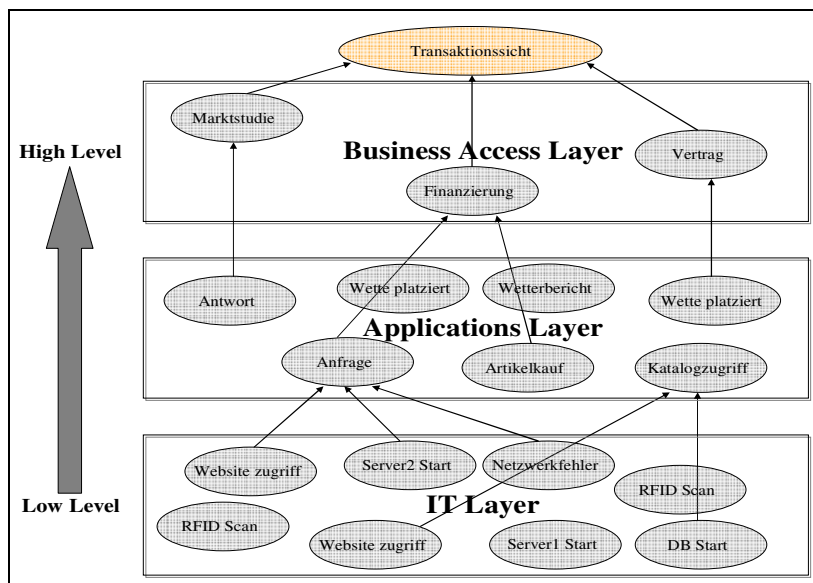 Transaktionssicht
Marktstudie
High Level
Business Access Layer
Vertrag
Finanzierung
Antwort
Wette platziert
Wetterbericht
Wette platziert
Applications Layer
Anfrage
Artikelkauf
Katalogzugriff
Website zugriff
Server2 Start
Netzwerkfehler
RFID Scan
Low Level
IT Layer
RFID Scan
Website zugriff
Server1 Start
DB Start